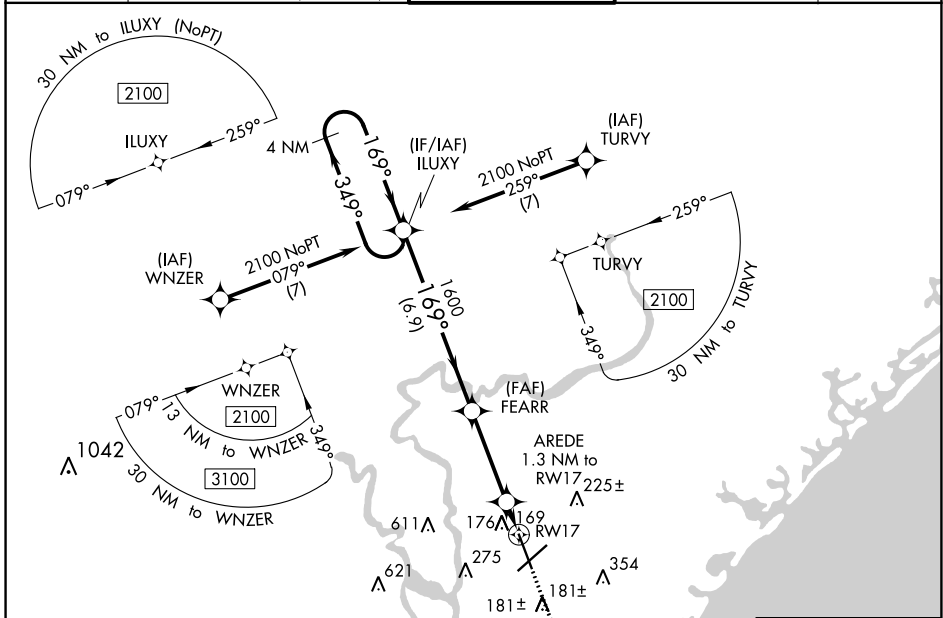 30 NM to ILUXY (NoPT)
2100
ILUXY
259°
079°
4 NM
169°
349°
(IF/IAF)
ILUXY
(IAF)
TURVY
2100 NoPT
259°
(7)
(IAF)
WNZER
2100 NoPT
079°
(7)
259°
TURVY
2100
349°
30 NM to TURVY
1600
169°
(6.9)
079°
WNZER
2100
13 NM to WNZER
349°
3100
30 NM to WNZER
1042
(FAF)
FEARR
AREDE
1.3 NM to
RW17
225±
611
176
169
RW17
621
275
354
181±
181±